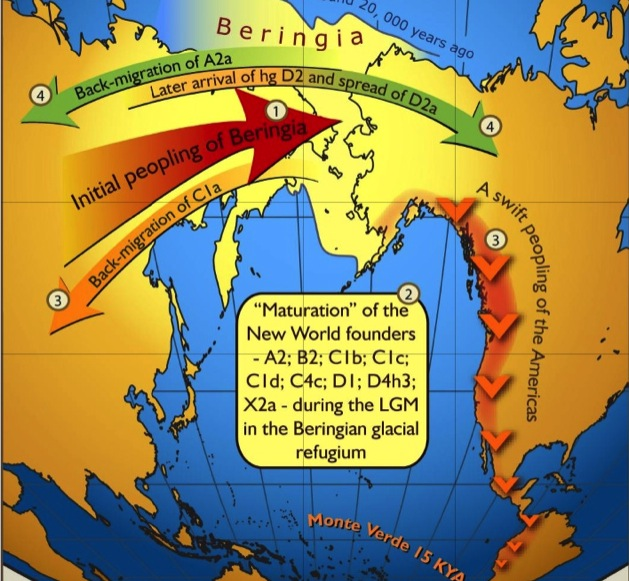 20, 000 years ago
Beringia
Back-migration of A2a
Later arrival of hg D2 and spread of D2a
4
4
1
Initial peopling of Beringia
Back-migration of C1a
3
A swift peopling of the Americas
3
2
"Maturation" of the
New World founders
- A2; B2; C1b; C1c;
C1d; C4c; D1; D4h3;
X2a - during the LGM
in the Beringian glacial
refugium
Monte Verde 15 KYA